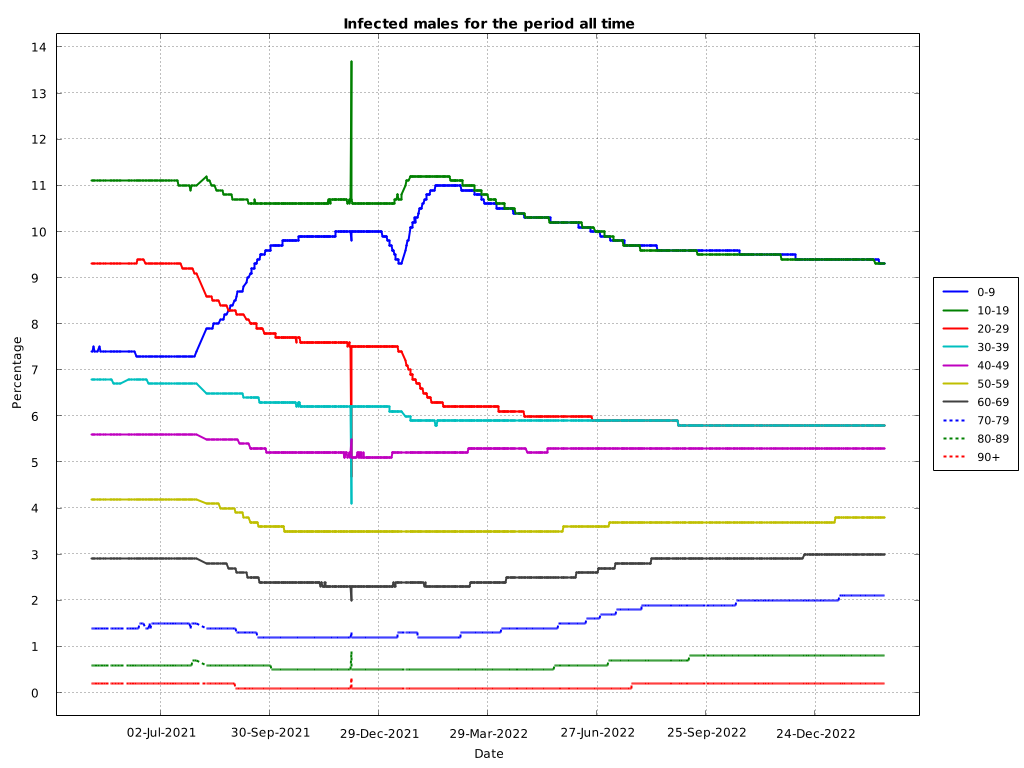 Infected males for the period all time
14
13
12
11
10
9
8
7
6
5
4
3
2
1
0
Percentage
02-Jul-2021
30-Sep-2021
29-Dec-2021
29-Mar-2022
27-Jun-2022
25-Sep-2022
24-Dec-2022
Date
0-9
10-19
20-29
30-39
40-49
50-59
60-69
70-79
80-89
90+